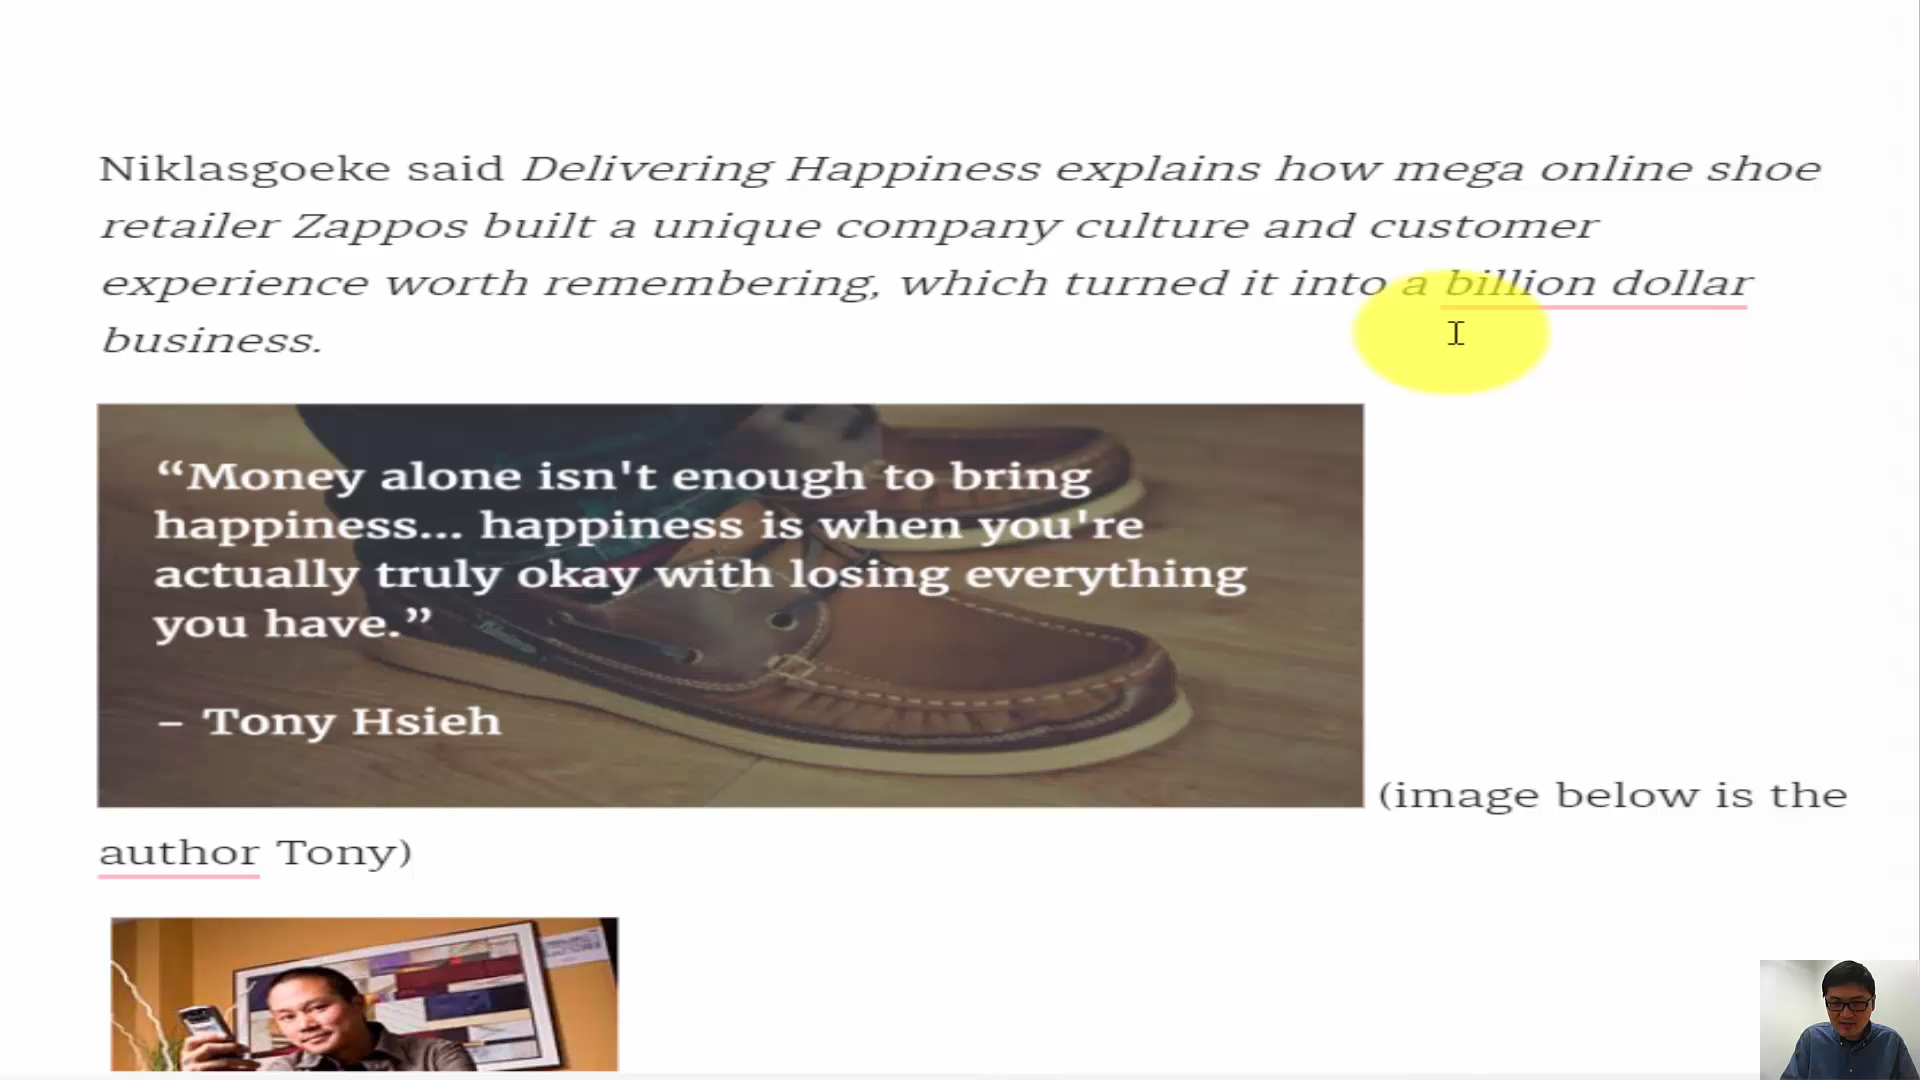 Niklasgoeke said Delivering Happiness explains how mega online shoe
retailer Zappos built a unique company culture and customer
experience worth remembering, which turned it into a billion dollar
business.
“Money alone isn't enough to bring
happiness... happiness is when you're
actually truly okay with losing everything
you have.”
– Tony Hsieh
(image below is the
author Tony)